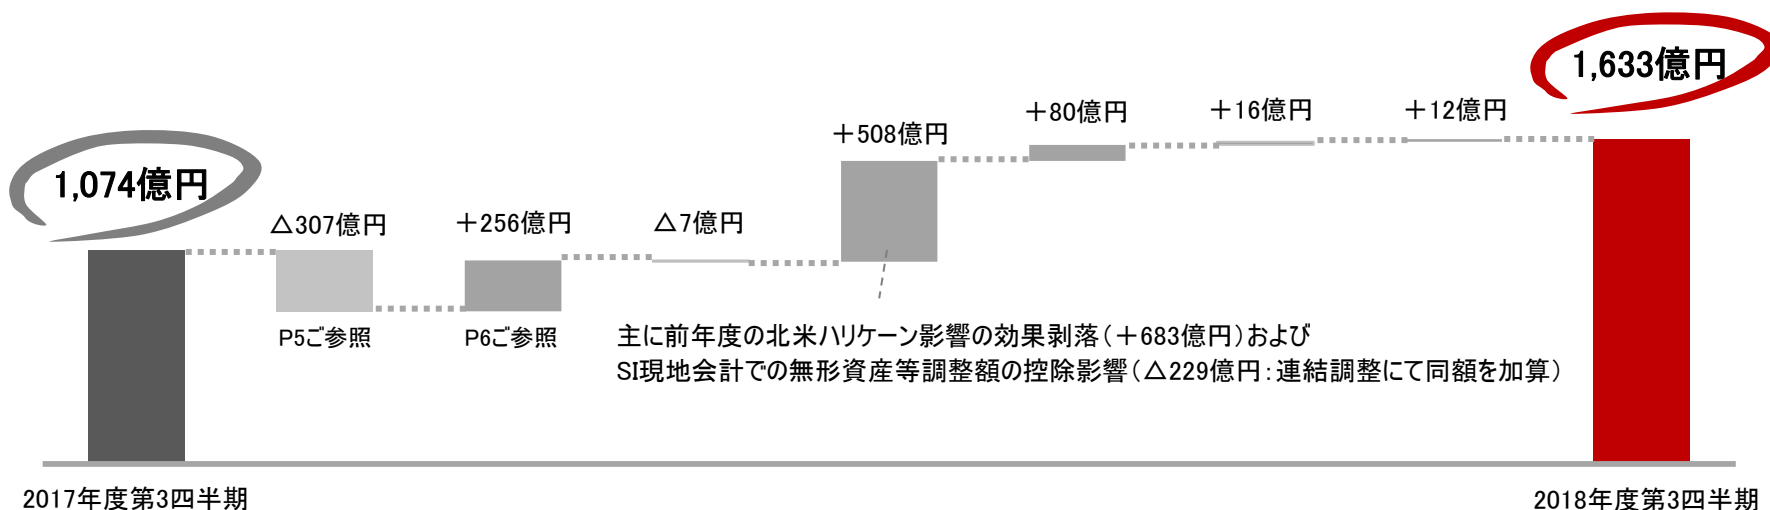 1,633億円
+508億円
+80億円
+16億円
+12億円
1,074億円
△307億円
+256億円
△7億円
P5ご参照
P6ご参照
主に前年度の北米ハリケーン影響の効果剥落(+683億円)および
SI現地会計での無形資産等調整額の控除影響(△229億円:連結調整にて同額を加算)
2017年度第3四半期
2018年度第3四半期